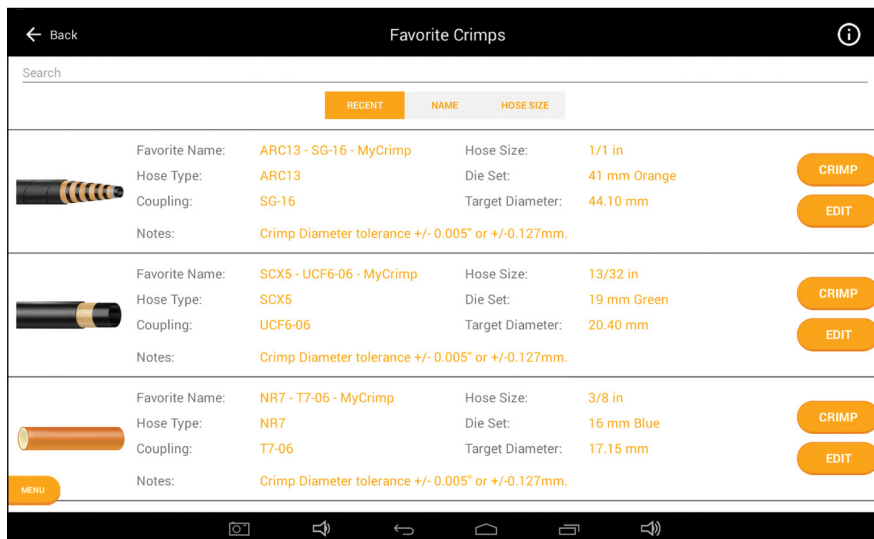 Back
Favorite Crimps
Search
RECENT NAME HOSE SIZE
Favorite Name: ARC13 - SG-16 - MyCrimp Hose Size: 1/1 in
Hose Type: ARC13 Die Set: 41 mm Orange
Coupling: SG-16 Target Diameter: 44.10 mm
Notes: Crimp Diameter tolerance +/- 0.005" or +/-0.127mm.
CRIMP
EDIT
Favorite Name: SCX5 - UCF6-06 - MyCrimp Hose Size: 13/32 in
Hose Type: SCX5 Die Set: 19 mm Green
Coupling: UCF6-06 Target Diameter: 20.40 mm
Notes: Crimp Diameter tolerance +/- 0.005" or +/-0.127mm.
CRIMP
EDIT
Favorite Name: NR7 - T7-06 - MyCrimp Hose Size: 3/8 in
Hose Type: NR7 Die Set: 16 mm Blue
Coupling: T7-06 Target Diameter: 17.15 mm
Notes: Crimp Diameter tolerance +/- 0.005" or +/-0.127mm.
CRIMP
EDIT
MENU